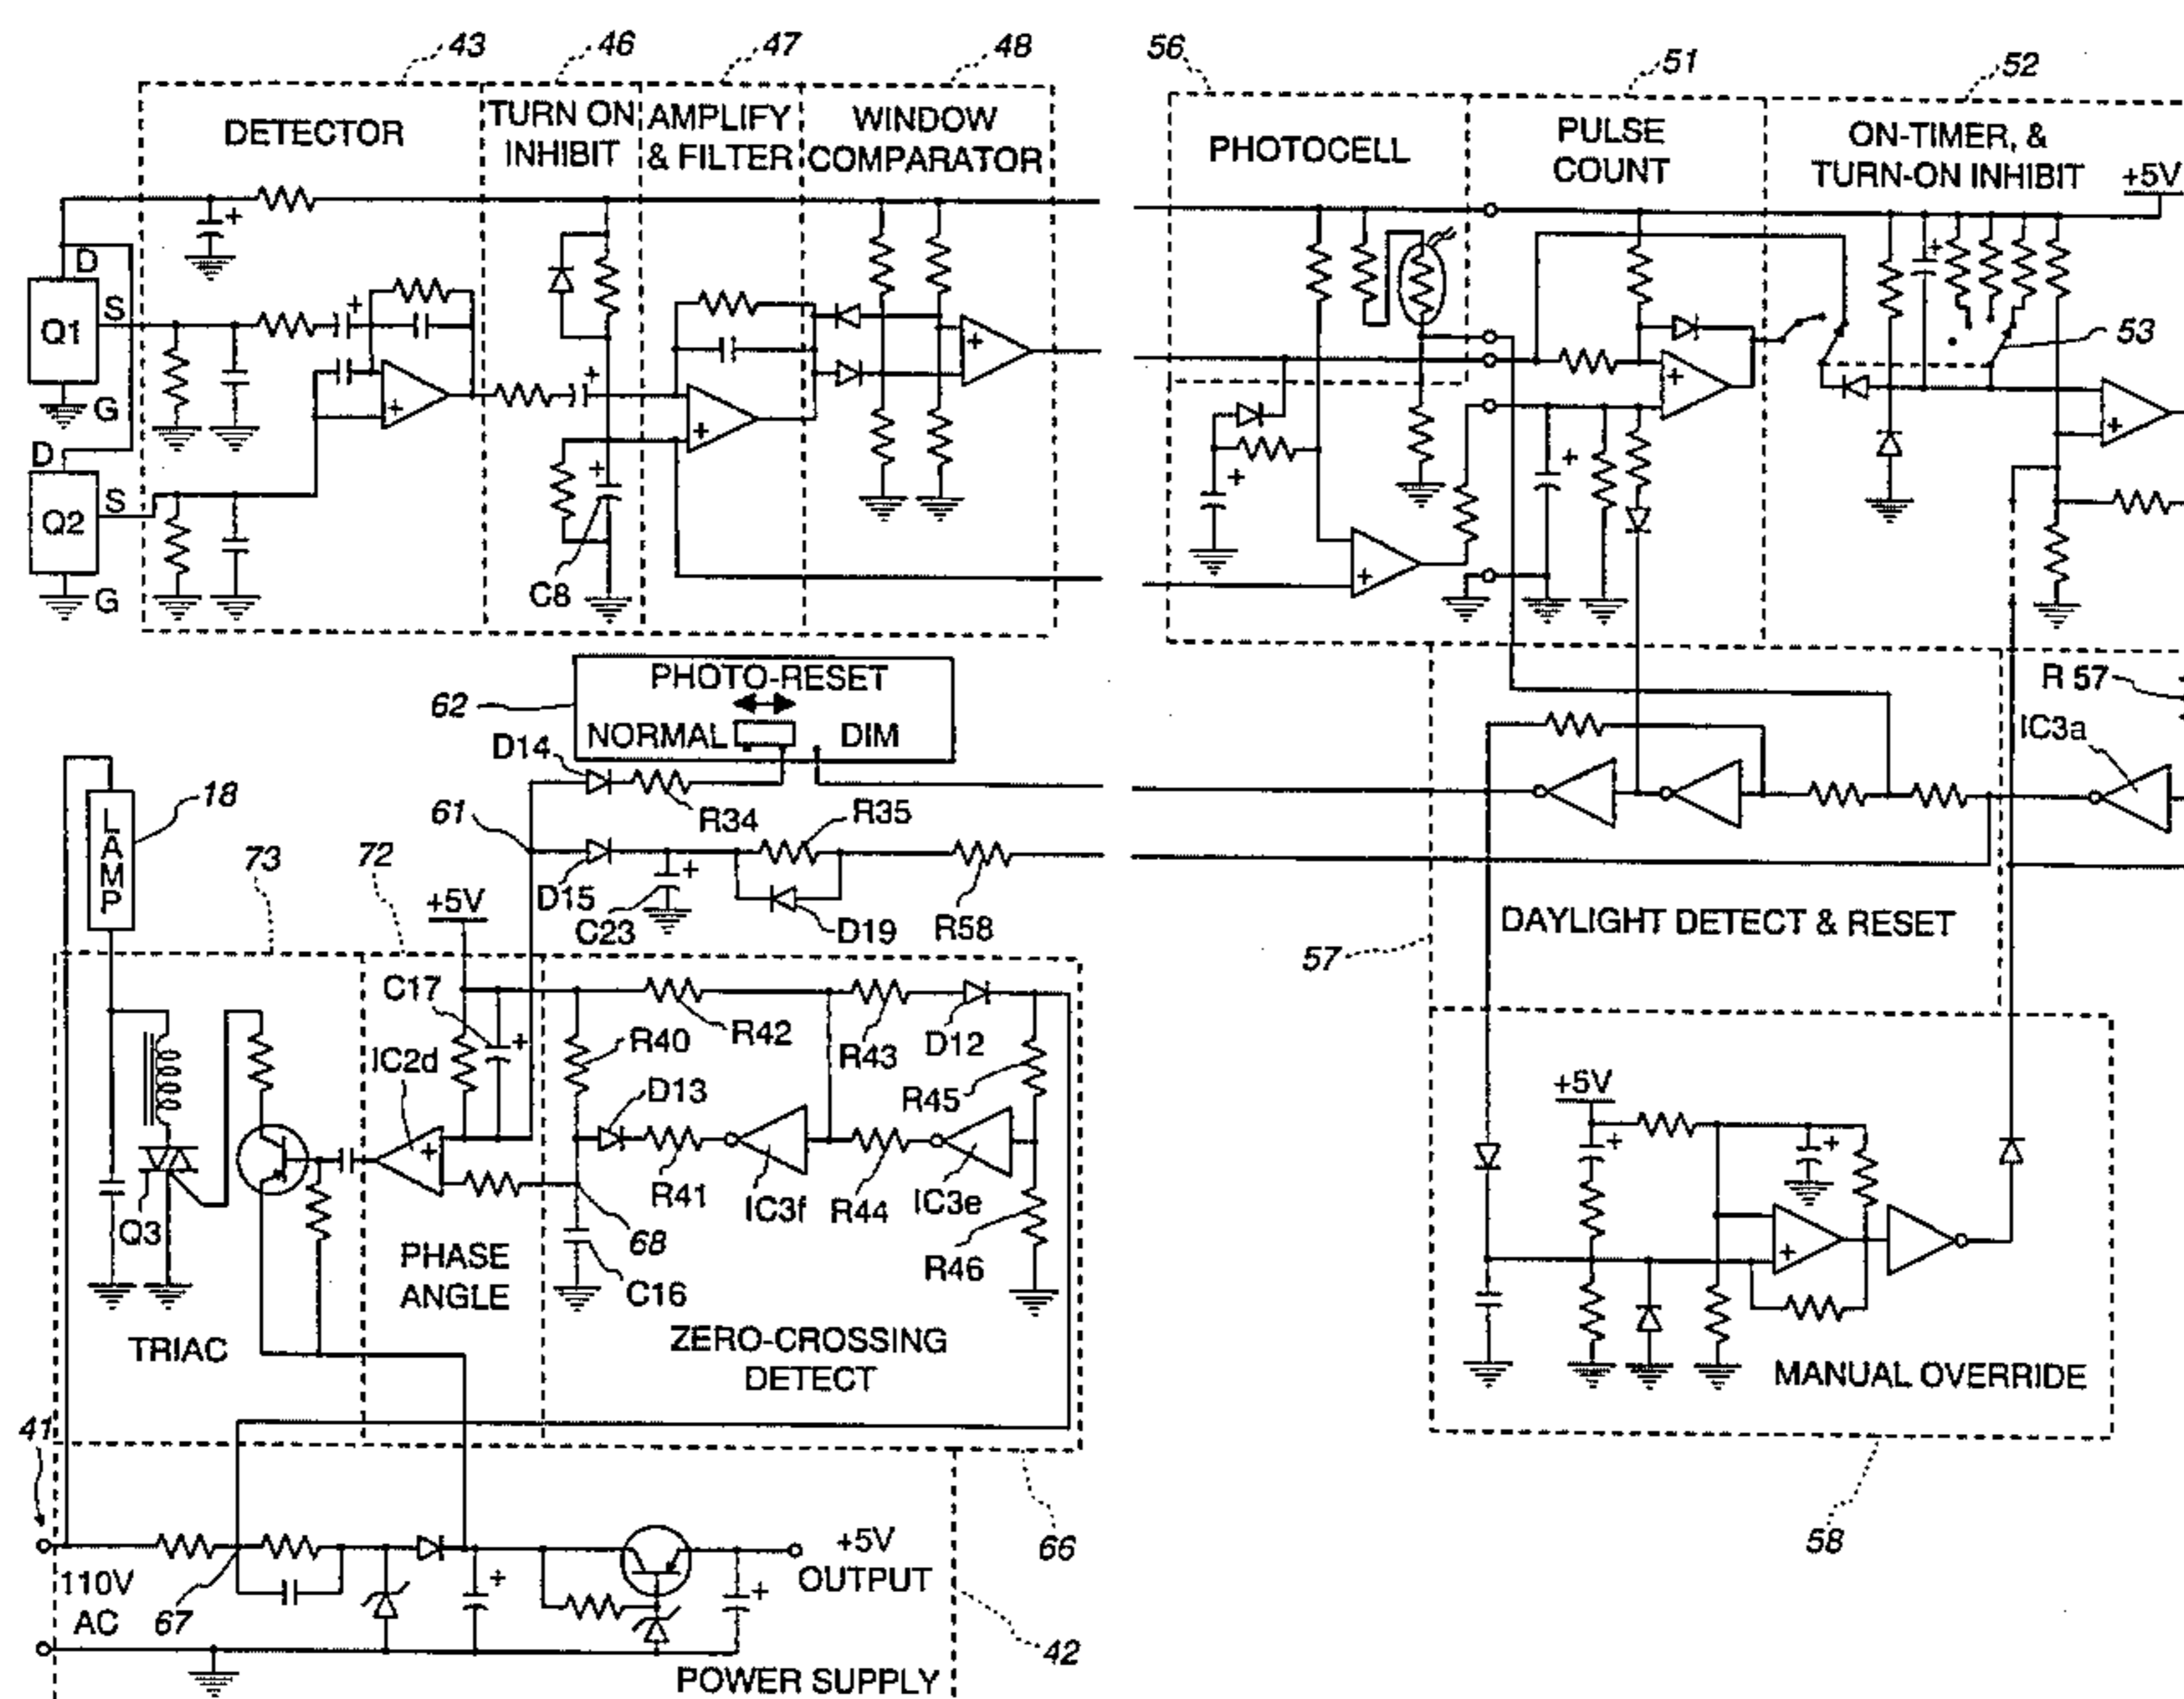 43
46
47
48
56
51
52
DETECTOR
TURN ON
INHIBIT
AMPLIFY
& FILTER
WINDOW
COMPARATOR
PHOTOCELL
PULSE
COUNT
ON-TIMER, &
TURN-ON INHIBIT
+5V
+
D
S
Q1
G
+
+
+
+
D
S
Q2
G
+
+
C8
+
+
+
+
+
+
+
53
+
PHOTO-RESET
NORMAL
DIM
62
D14
R34
61
R35
D15
C23
+
D19
R58
R 57
IC3a
DAYLIGHT DETECT & RESET
57
18
LAMP
73
72
+5V
C17
+
IC2d
+
R40
R42
R43
D12
D13
R45
R41
IC3f
R44
IC3e
Q3
68
C16
R46
PHASE
ANGLE
TRIAC
ZERO-CROSSING
DETECT
+5V
+
+
+
MANUAL OVERRIDE
58
41
66
110V
AC
67
+
+
+5V
OUTPUT
42
POWER SUPPLY